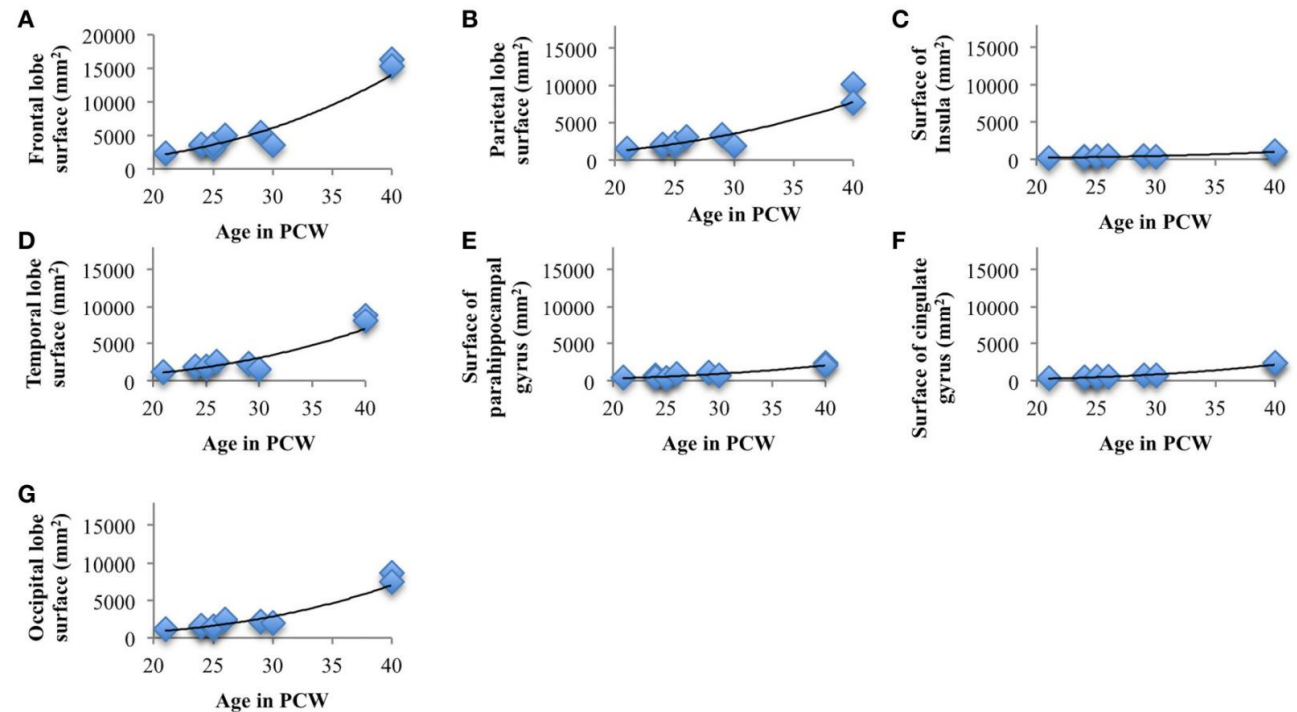 A
Frontal lobe
surface (mm²)
20000
15000
10000
5000
0
20 25 30 35 40
Age in PCW
B
Parietal lobe
surface (mm²)
15000
10000
5000
0
20 25 30 35 40
Age in PCW
C
Surface of
Insula (mm²)
15000
10000
5000
0
20 25 30 35 40
Age in PCW
D
Temporal lobe
surface (mm²)
15000
10000
5000
0
20 25 30 35 40
Age in PCW
E
Surface of
parahippocampal
gyrus (mm²)
15000
10000
5000
0
20 25 30 35 40
Age in PCW
F
Surface of cingulate
gyrus (mm²)
15000
10000
5000
0
20 25 30 35 40
Age in PCW
G
Occipital lobe
surface (mm²)
15000
10000
5000
0
20 25 30 35 40
Age in PCW